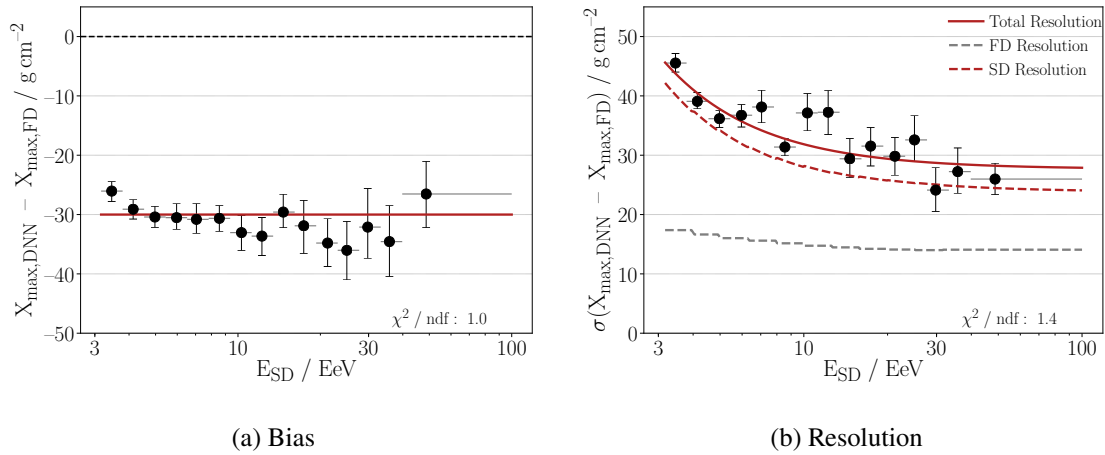 X_max,DNN − X_max,FD / g cm⁻²
0
−10
−20
−30
−40
−50
χ² / ndf : 1.0
3
10
30
100
E_SD / EeV
(a) Bias
σ(X_max,DNN − X_max,FD) / g cm⁻²
50
40
30
20
10
0
Total Resolution
FD Resolution
SD Resolution
χ² / ndf : 1.4
3
10
30
100
E_SD / EeV
(b) Resolution